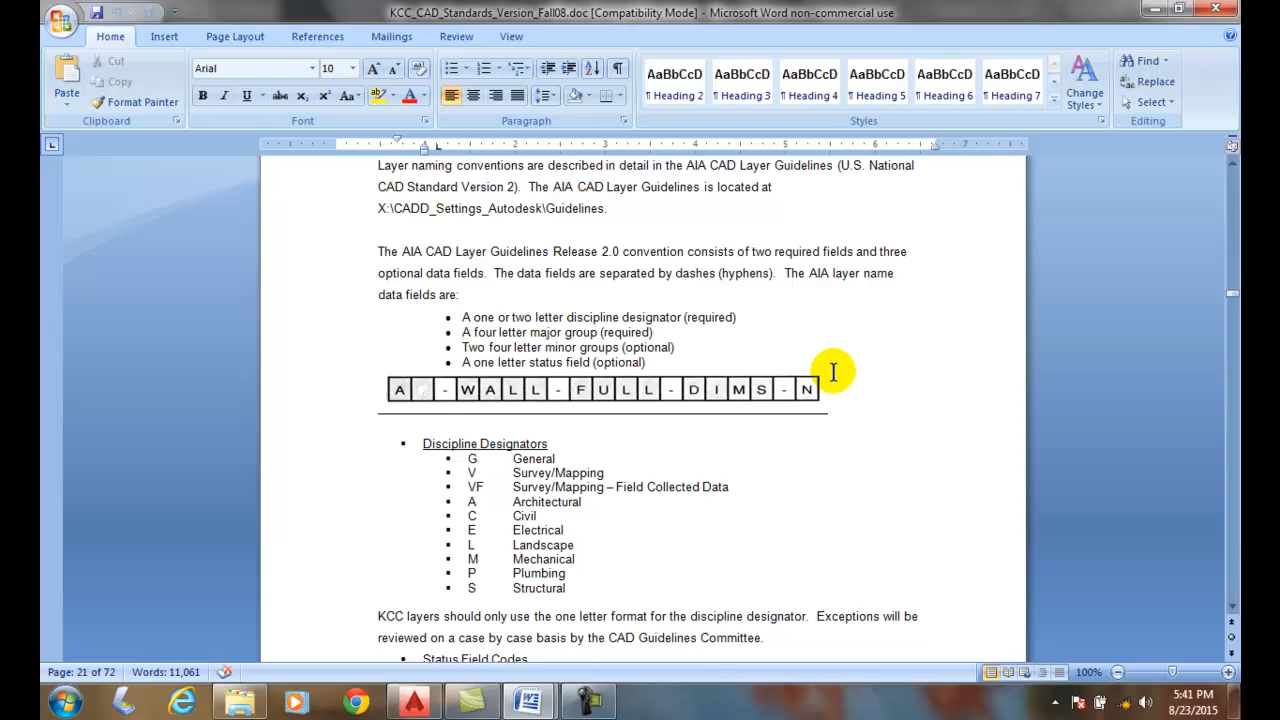 KCC_CAD_Standards_Version_Fall08.doc [Compatibility Mode] - Microsoft Word non-commercial use
Home Insert Page Layout References Mailings Review View
Cut
Copy
Format Painter
Paste
Clipboard
Arial 10
Font
Paragraph
AaBbCcD AaBbCcD AaBbCcD AaBbCcD AaBbCcD AaBbCcD
¶ Heading 2 ¶ Heading 3 ¶ Heading 4 ¶ Heading 5 ¶ Heading 6 ¶ Heading 7
Change
Styles
Styles
Find
Replace
Select
Editing
2 3 4 5 6 7
Layer naming conventions are described in detail in the AIA CAD Layer Guidelines (U.S. National
CAD Standard Version 2). The AIA CAD Layer Guidelines is located at
X:\CADD_Settings_Autodesk\Guidelines.
The AIA CAD Layer Guidelines Release 2.0 convention consists of two required fields and three
optional data fields. The data fields are separated by dashes (hyphens). The AIA layer name
data fields are:
• A one or two letter discipline designator (required)
• A four letter major group (required)
• Two four letter minor groups (optional)
• A one letter status field (optional)
A - W A L L - F U L L - D I M S - N
▪ Discipline Designators
▪ G General
▪ V Survey/Mapping
▪ VF Survey/Mapping – Field Collected Data
▪ A Architectural
▪ C Civil
▪ E Electrical
▪ L Landscape
▪ M Mechanical
▪ P Plumbing
▪ S Structural
KCC layers should only use the one letter format for the discipline designator. Exceptions will be
reviewed on a case by case basis by the CAD Guidelines Committee.
▪ Status Field Codes
Page: 21 of 72 Words: 11,061 100%
5:41 PM
8/23/2015